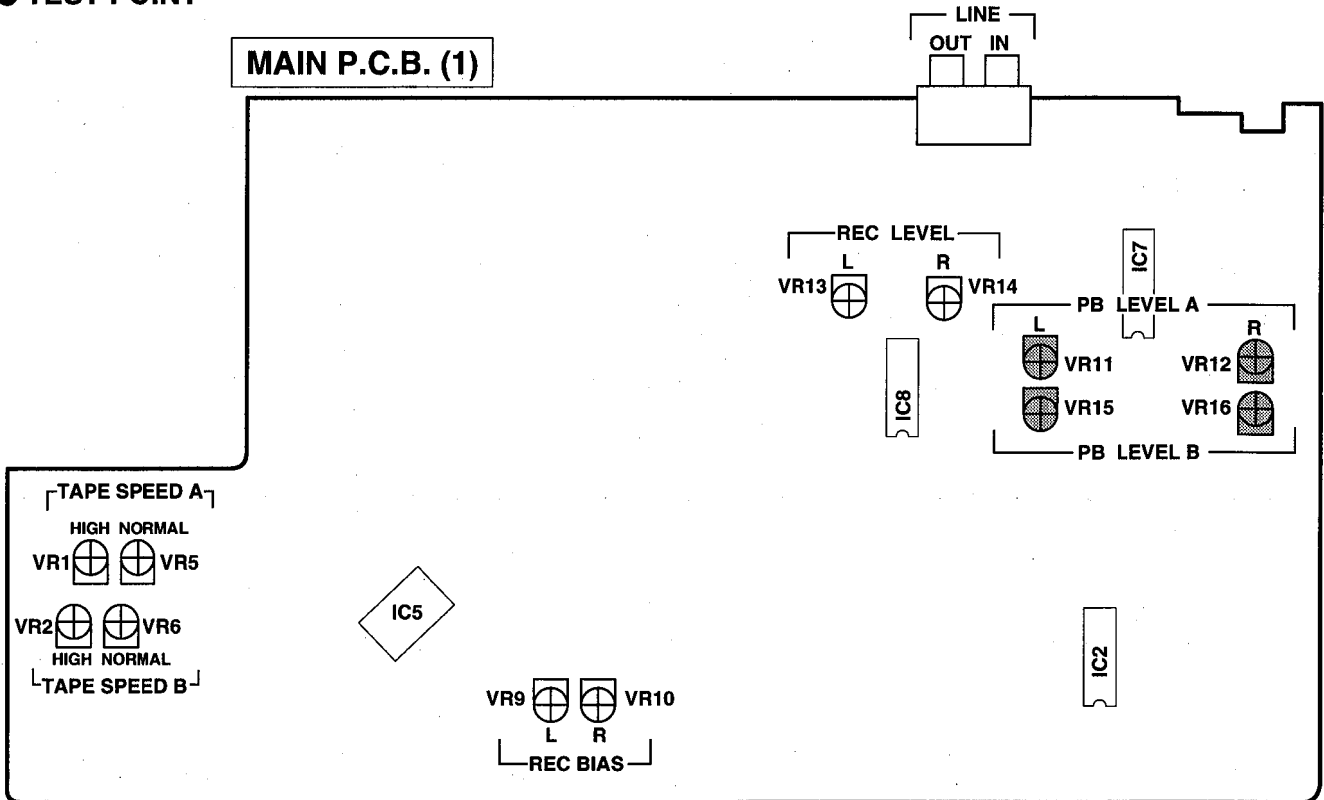 TEST POINT
MAIN P.C.B. (1)
LINE
OUT IN
REC LEVEL
L R
VR13 VR14
IC7
PB LEVEL A
L R
VR11 VR12
IC8
VR15 VR16
PB LEVEL B
TAPE SPEED A
HIGH NORMAL
VR1 VR5
VR2 VR6
HIGH NORMAL
TAPE SPEED B
IC5
IC2
VR9 VR10
L R
REC BIAS